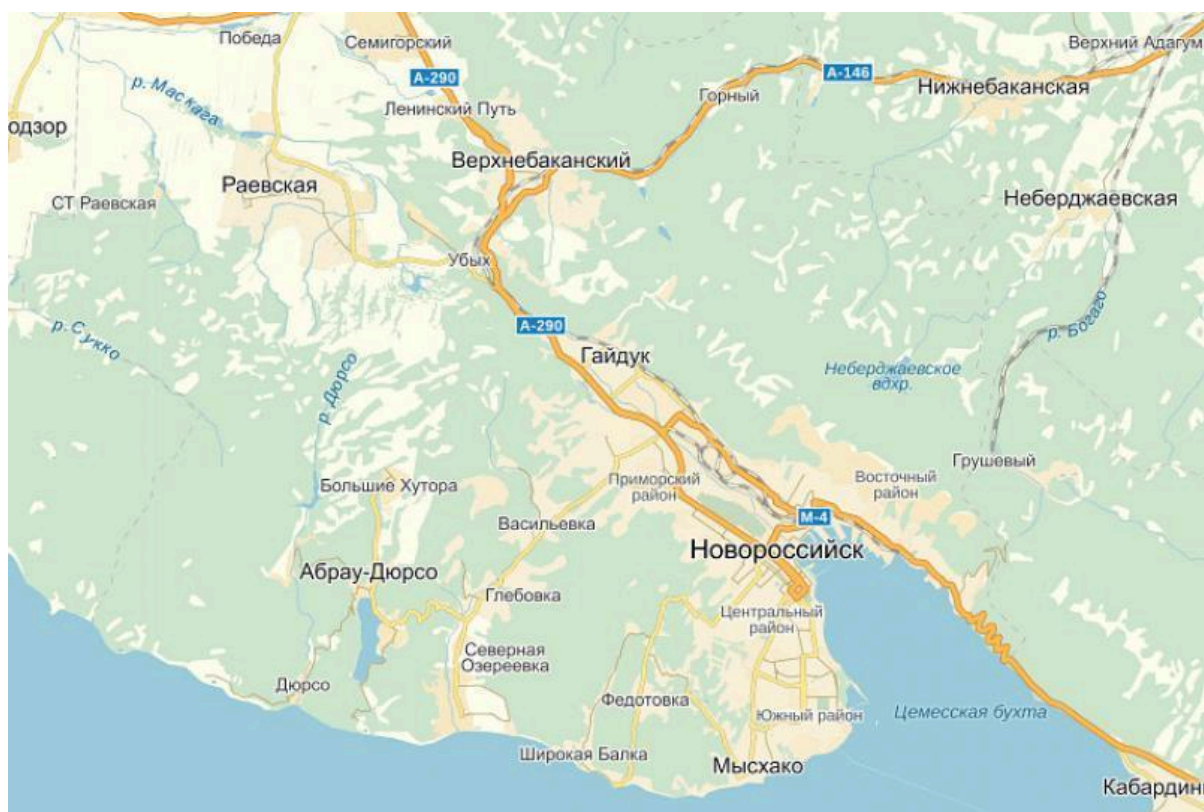 Победа
Семигорский
Верхний Адагум
А-290
А-146
р. Маскага
Ленинский Путь
Горный
Нижнебаканская
одзор
Верхнебаканский
Раевская
СТ Раевская
Неберджаевская
Убых
р. Сукко
А-290
р. Богаго
Гайдук
р. Дюрсо
Неберджаевское
вдхр.
Грушевый
Большие Хутора
Приморский
район
Восточный
район
Васильевка
М-4
Новороссийск
Абрау-Дюрсо
Глебовка
Центральный
район
Северная
Озереевка
Дюрсо
Федотовка
Южный район
Цемесская бухта
Широкая Балка
Мысхако
Кабардин